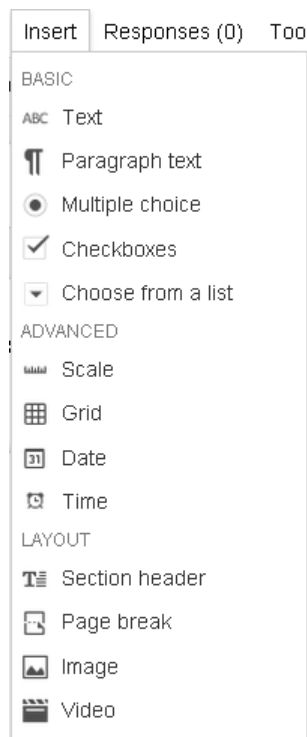 Insert Responses (0) Too
BASIC
ABC Text
Paragraph text
Multiple choice
Checkboxes
Choose from a list
ADVANCED
Scale
Grid
31 Date
Time
LAYOUT
Section header
Page break
Image
Video